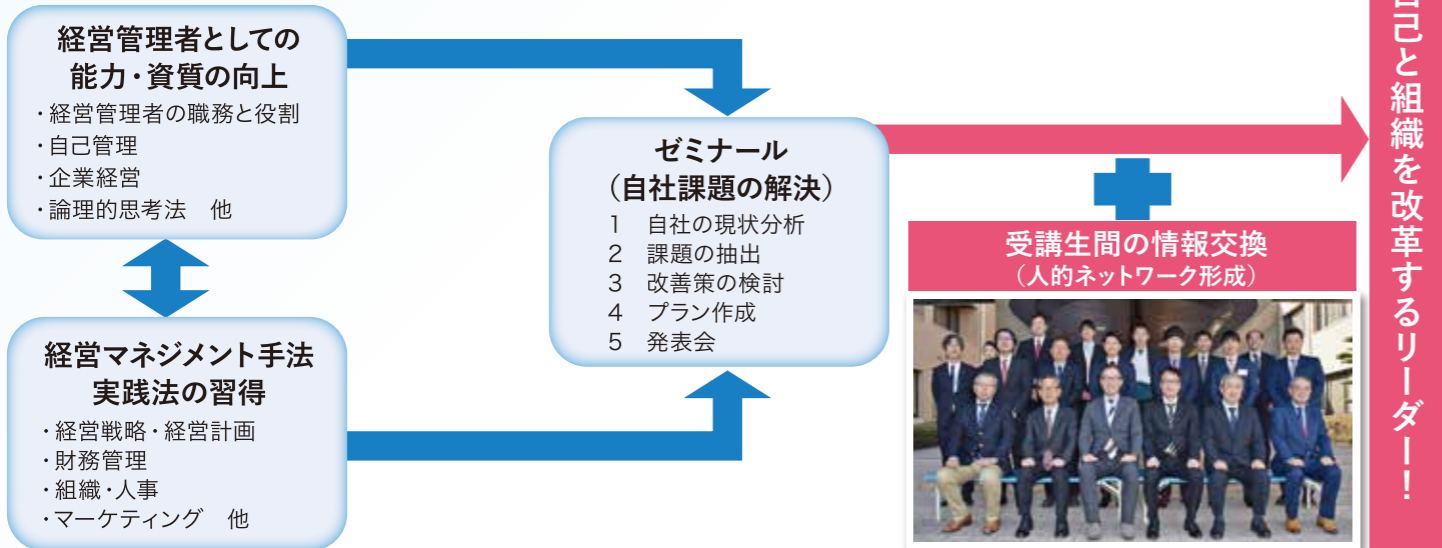 経営管理者としての
能力・資質の向上
・経営管理者の職務と役割
・自己管理
・企業経営
・論理的思考法　他
経営マネジメント手法
実践法の習得
・経営戦略・経営計画
・財務管理
・組織・人事
・マーケティング　他
ゼミナール
（自社課題の解決）
1　自社の現状分析
2　課題の抽出
3　改善策の検討
4　プラン作成
5　発表会
受講生間の情報交換
（人的ネットワーク形成）
自己と組織を改革するリーダー！